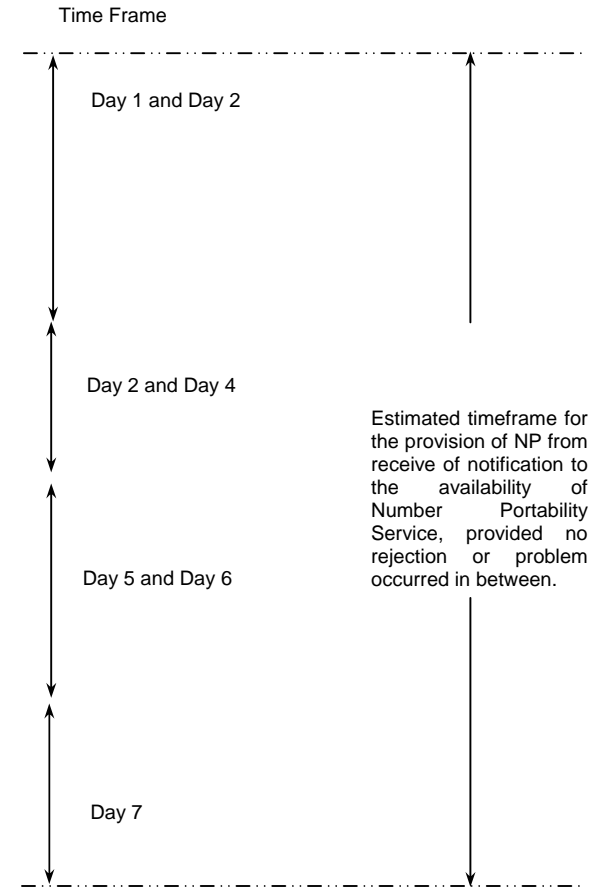 Time Frame
Day 1 and Day 2
Day 2 and Day 4
Estimated timeframe for
the provision of NP from
receive of notification to
the availability of
Number Portability
Service, provided no
rejection or problem
occurred in between.
Day 5 and Day 6
Day 7